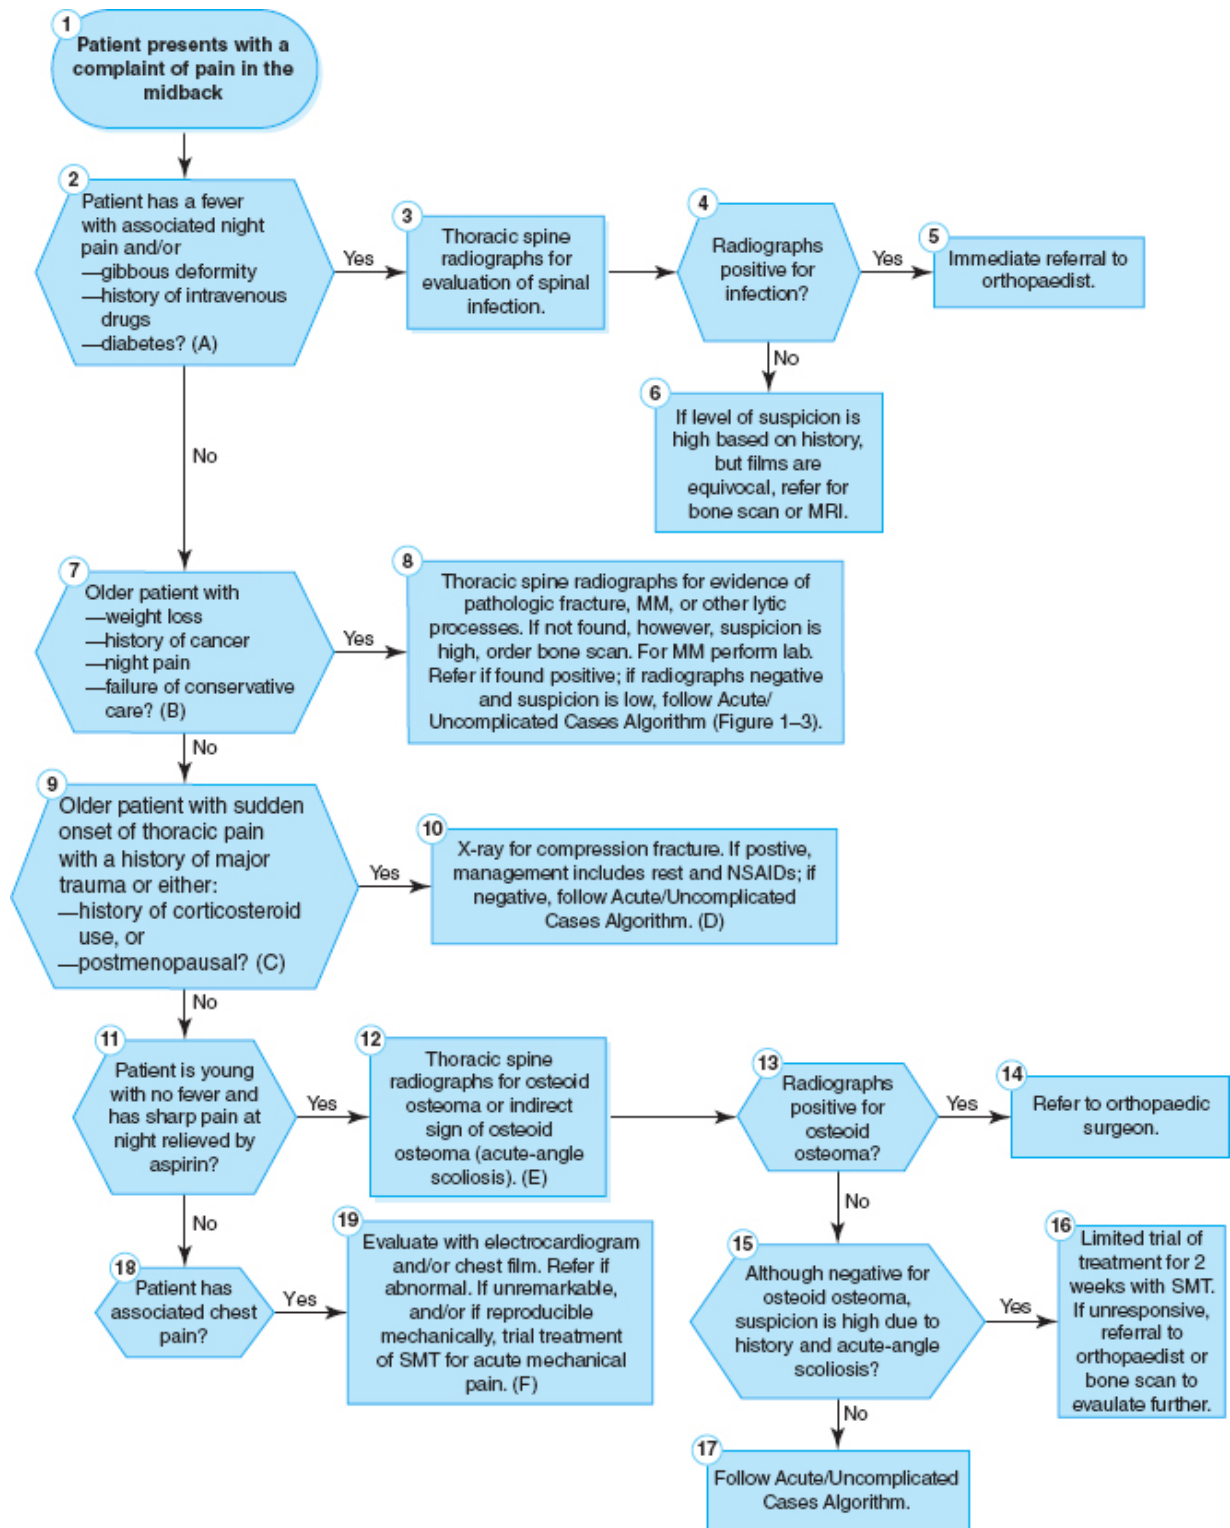 1
Patient presents with a
complaint of pain in the
midback
2
Patient has a fever
with associated night
pain and/or
—gibbous deformity
—history of intravenous
drugs
—diabetes? (A)
Yes
3
Thoracic spine
radiographs for
evaluation of spinal
infection.
4
Radiographs
positive for
infection?
Yes
5
Immediate referral to
orthopaedist.
No
6
If level of suspicion is
high based on history,
but films are
equivocal, refer for
bone scan or MRI.
No
7
Older patient with
—weight loss
—history of cancer
—night pain
—failure of conservative
care? (B)
Yes
8
Thoracic spine radiographs for evidence of
pathologic fracture, MM, or other lytic
processes. If not found, however, suspicion is
high, order bone scan. For MM perform lab.
Refer if found positive; if radiographs negative
and suspicion is low, follow Acute/
Uncomplicated Cases Algorithm (Figure 1–3).
No
9
Older patient with sudden
onset of thoracic pain
with a history of major
trauma or either:
—history of corticosteroid
use, or
—postmenopausal? (C)
Yes
10
X-ray for compression fracture. If postive,
management includes rest and NSAIDs; if
negative, follow Acute/Uncomplicated
Cases Algorithm. (D)
No
11
Patient is young
with no fever and
has sharp pain at
night relieved by
aspirin?
Yes
12
Thoracic spine
radiographs for osteoid
osteoma or indirect
sign of osteoid
osteoma (acute-angle
scoliosis). (E)
13
Radiographs
positive for
osteoid
osteoma?
Yes
14
Refer to orthopaedic
surgeon.
No
15
Although negative for
osteoid osteoma,
suspicion is high due to
history and acute-angle
scoliosis?
Yes
16
Limited trial of
treatment for 2
weeks with SMT.
If unresponsive,
referral to
orthopaedist or
bone scan to
evaulate further.
No
17
Follow Acute/Uncomplicated
Cases Algorithm.
No
18
Patient has
associated chest
pain?
Yes
19
Evaluate with electrocardiogram
and/or chest film. Refer if
abnormal. If unremarkable,
and/or if reproducible
mechanically, trial treatment
of SMT for acute mechanical
pain. (F)